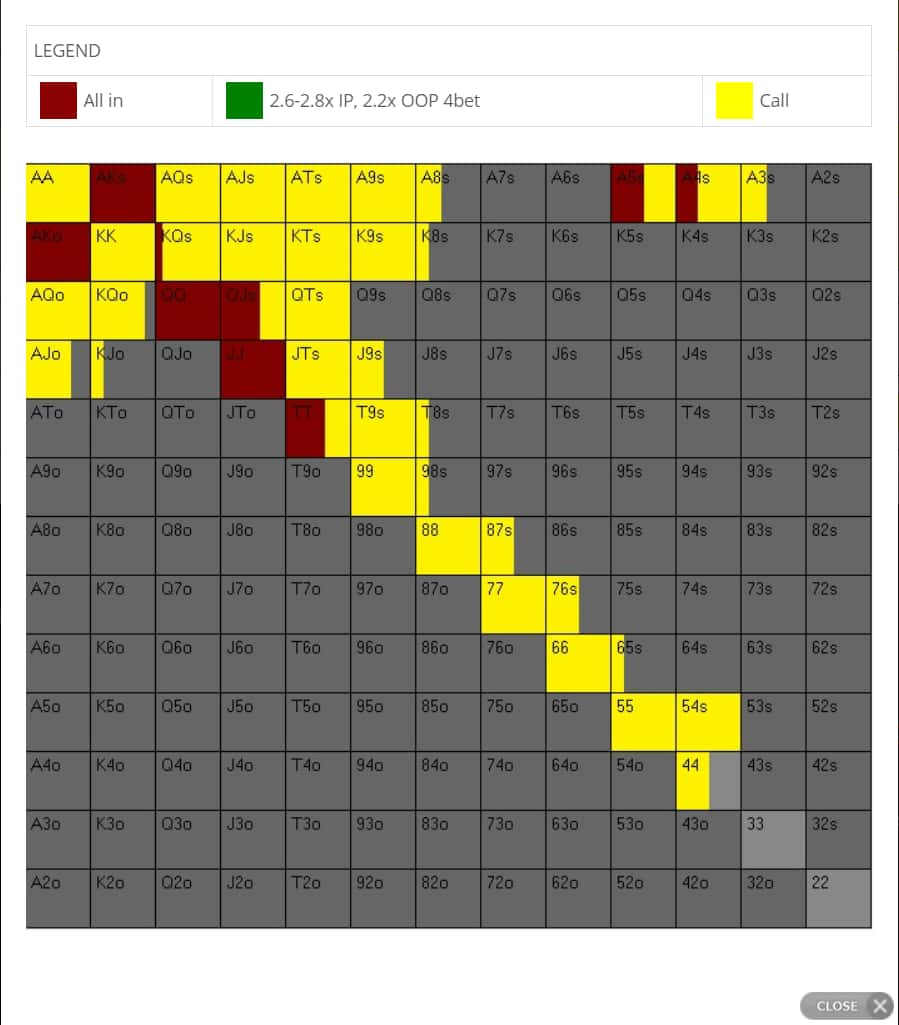 LEGEND
All in 2.6-2.8x IP, 2.2x OOP 4bet Call
AA AKs AQs AJs ATs A9s A8s A7s A6s A5s A4s A3s A2s
AKo KK KQs KJs KTs K9s K8s K7s K6s K5s K4s K3s K2s
AQo KQo QQ QJs QTs Q9s Q8s Q7s Q6s Q5s Q4s Q3s Q2s
AJo KJo QJo JJ JTs J9s J8s J7s J6s J5s J4s J3s J2s
ATo KTo QTo JTo TT T9s T8s T7s T6s T5s T4s T3s T2s
A9o K9o Q9o J9o T9o 99 98s 97s 96s 95s 94s 93s 92s
A8o K8o Q8o J8o T8o 98o 88 87s 86s 85s 84s 83s 82s
A7o K7o Q7o J7o T7o 97o 87o 77 76s 75s 74s 73s 72s
A6o K6o Q6o J6o T6o 96o 86o 76o 66 65s 64s 63s 62s
A5o K5o Q5o J5o T5o 95o 85o 75o 65o 55 54s 53s 52s
A4o K4o Q4o J4o T4o 94o 84o 74o 64o 54o 44 43s 42s
A3o K3o Q3o J3o T3o 93o 83o 73o 63o 53o 43o 33 32s
A2o K2o Q2o J2o T2o 92o 82o 72o 62o 52o 42o 32o 22
CLOSE